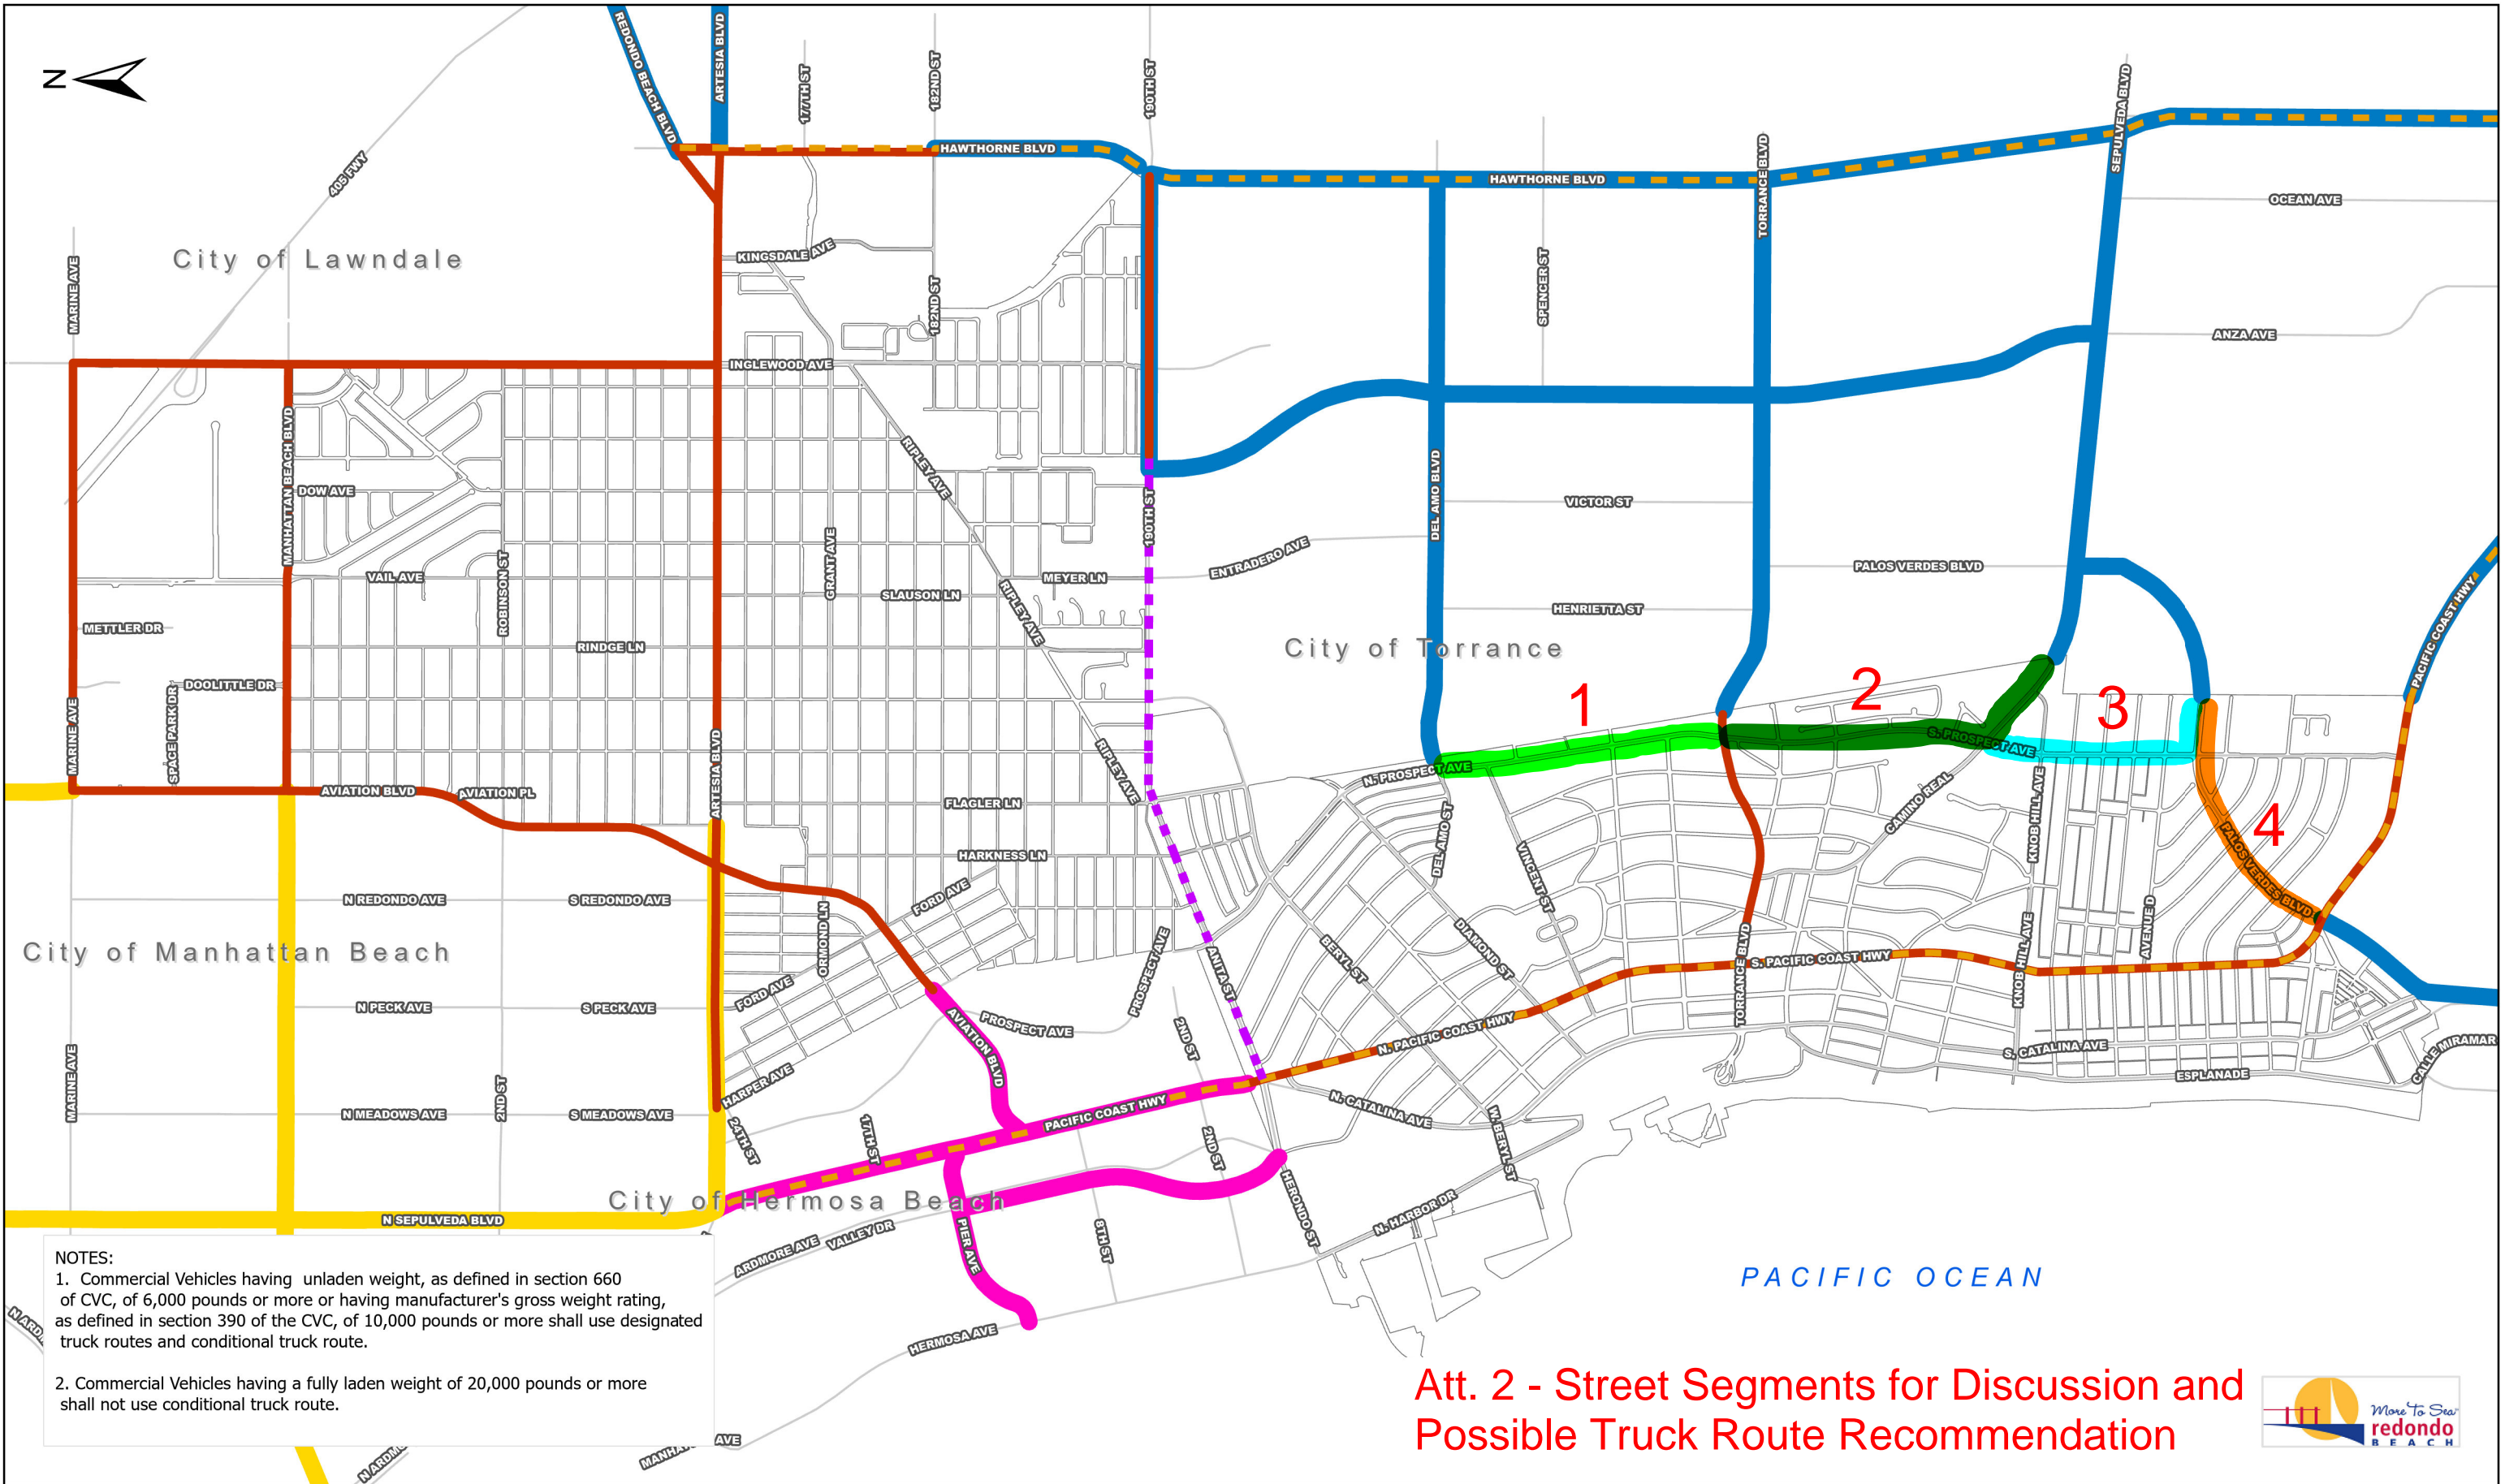 REDONDO BEACH BLVD
ARTESIA BLVD
177TH ST
182ND ST
190TH ST
N
405 FWY
HAWTHORNE BLVD
HAWTHORNE BLVD
TORRANCE BLVD
SEPULVEDA BLVD
OCEAN AVE
City of Lawndale
MARINE AVE
KINGSDALE AVE
182ND ST
SPENCER ST
ANZA AVE
INGLEWOOD AVE
MANHATTAN BEACH BLVD
DOW AVE
RIPLEY AVE
190TH ST
DEL AMO BLVD
VICTOR ST
VAIL AVE
ROBINSON ST
GRANT AVE
SLAUSON LN
RIPLEY AVE
MEYER LN
ENTRADERO AVE
PALOS VERDES BLVD
HENRIETTA ST
PACIFIC COAST HWY
METTLER DR
RINDGE LN
City of Torrance
DOOLITTLE DR
SPACE PARK DR
MARINE AVE
ARTESIA BLVD
RIPLEY AVE
1
2
3
S. PROSPECT AVE
N. PROSPECT AVE
AVIATION BLVD
AVIATION PL
FLAGLER LN
DEL AMO ST
CAMINO REAL
KNOB HILL AVE
4
PALOS VERDES BLVD
HARKNESS LN
VINCENT ST
N REDONDO AVE
S REDONDO AVE
FORD AVE
ORMOND LN
City of Manhattan Beach
PROSPECT AVE
ANITA ST
BERYL ST
DIAMOND ST
TORRANCE BLVD
S. PACIFIC COAST HWY
KNOB HILL AVE
AVENUE D
N PECK AVE
S PECK AVE
FORD AVE
AVIATION BLVD
PROSPECT AVE
2ND ST
N. PACIFIC COAST HWY
S. CATALINA AVE
CALLE MIRAMAR
ESPLANADE
MARINE AVE
2ND ST
N MEADOWS AVE
S MEADOWS AVE
HARPER AVE
24TH ST
17TH ST
PACIFIC COAST HWY
2ND ST
N. CATALINA AVE
W. BERYL ST
City of Hermosa Beach
N SEPULVEDA BLVD
ARDMORE AVE
VALLEY DR
PIER AVE
8TH ST
HERONDO ST
N. HARBOR DR
HERMOSA AVE
PACIFIC OCEAN
NOTES:
1. Commercial Vehicles having unladen weight, as defined in section 660
of CVC, of 6,000 pounds or more or having manufacturer's gross weight rating,
as defined in section 390 of the CVC, of 10,000 pounds or more shall use designated
truck routes and conditional truck route.
2. Commercial Vehicles having a fully laden weight of 20,000 pounds or more
shall not use conditional truck route.
AVE
Att. 2 - Street Segments for Discussion and
Possible Truck Route Recommendation
More To Sea
redondo
BEACH